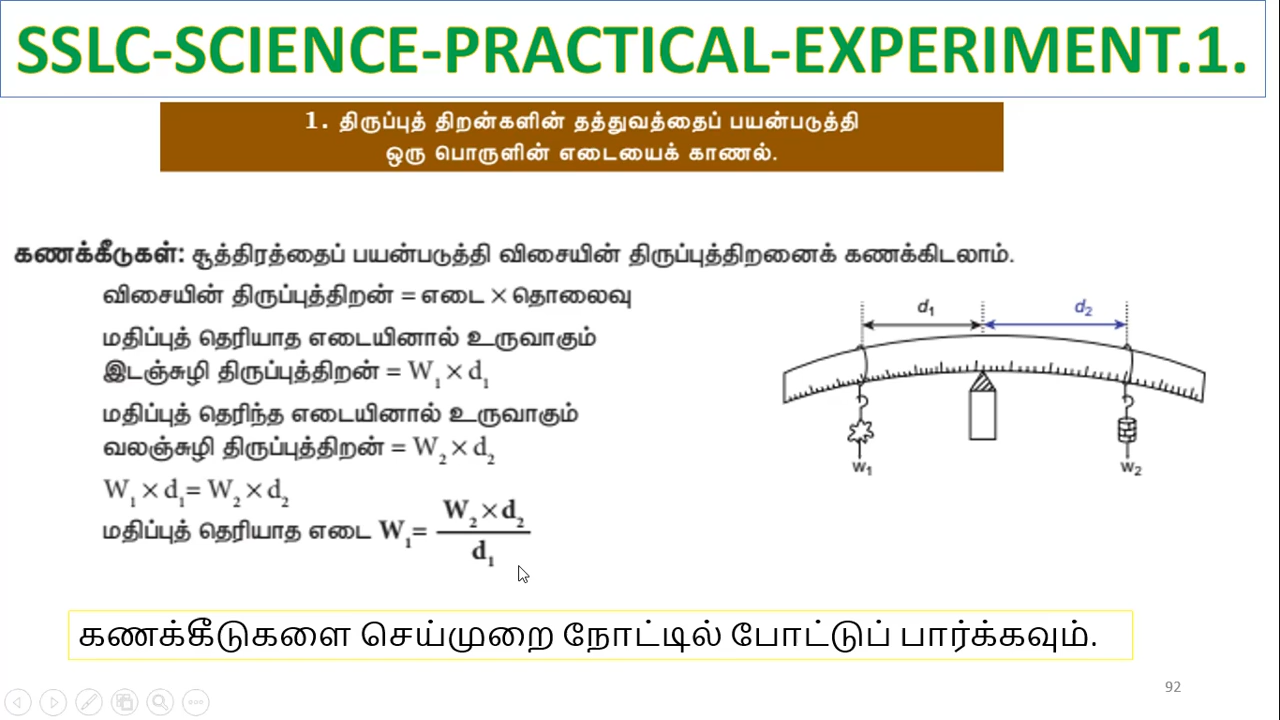 SSLC-SCIENCE-PRACTICAL-EXPERIMENT.1.
1. திருப்புத் திறன்களின் தத்துவத்தைப் பயன்படுத்தி
ஒரு பொருளின் எடையைக் காணல்.
கணக்கீடுகள்: சூத்திரத்தைப் பயன்படுத்தி விசையின் திருப்புத்திறனைக் கணக்கிடலாம்.
விசையின் திருப்புத்திறன் = எடை × தொலைவு
மதிப்புத் தெரியாத எடையினால் உருவாகும்
இடஞ்சுழி திருப்புத்திறன் = W₁ × d₁
மதிப்புத் தெரிந்த எடையினால் உருவாகும்
வலஞ்சுழி திருப்புத்திறன் = W₂ × d₂
W₁ × d₁= W₂ × d₂
மதிப்புத் தெரியாத எடை W₁=
W₂ × d₂
d₁
d₁
d₂
w₁
w₂
கணக்கீடுகளை செய்முறை நோட்டில் போட்டுப் பார்க்கவும்.
92